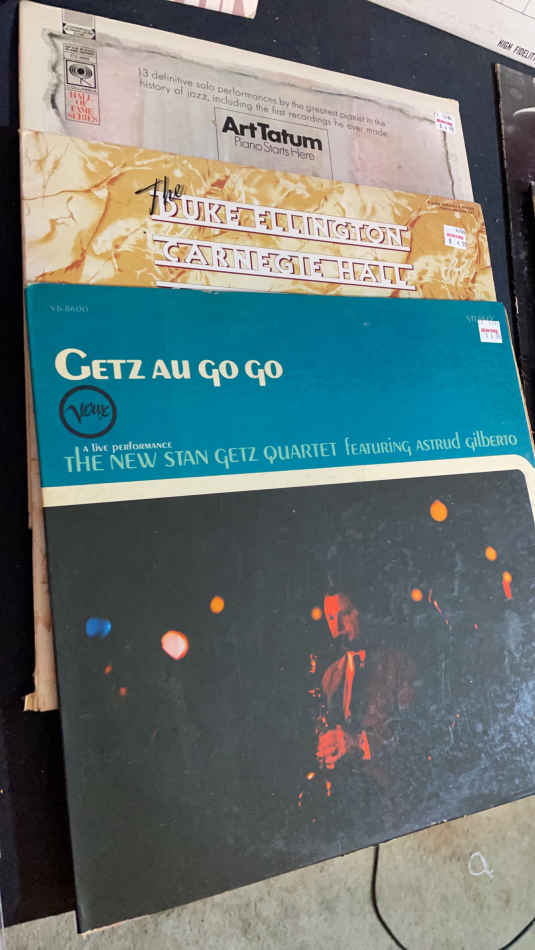 HIGH FIDELIT
HALL
OF
FAME
SERIES
13 definitive solo performances by the greatest pianist in the
history of jazz, including the first recordings he ever made.
Art Tatum
Piano Starts Here
The
DUKE ELLINGTON
CARNEGIE HALL
V6-8600
GETZ AU GO GO
Verve
a live performance
THE NEW STAN GETZ QUARTET featuring ASTRUD gilberto